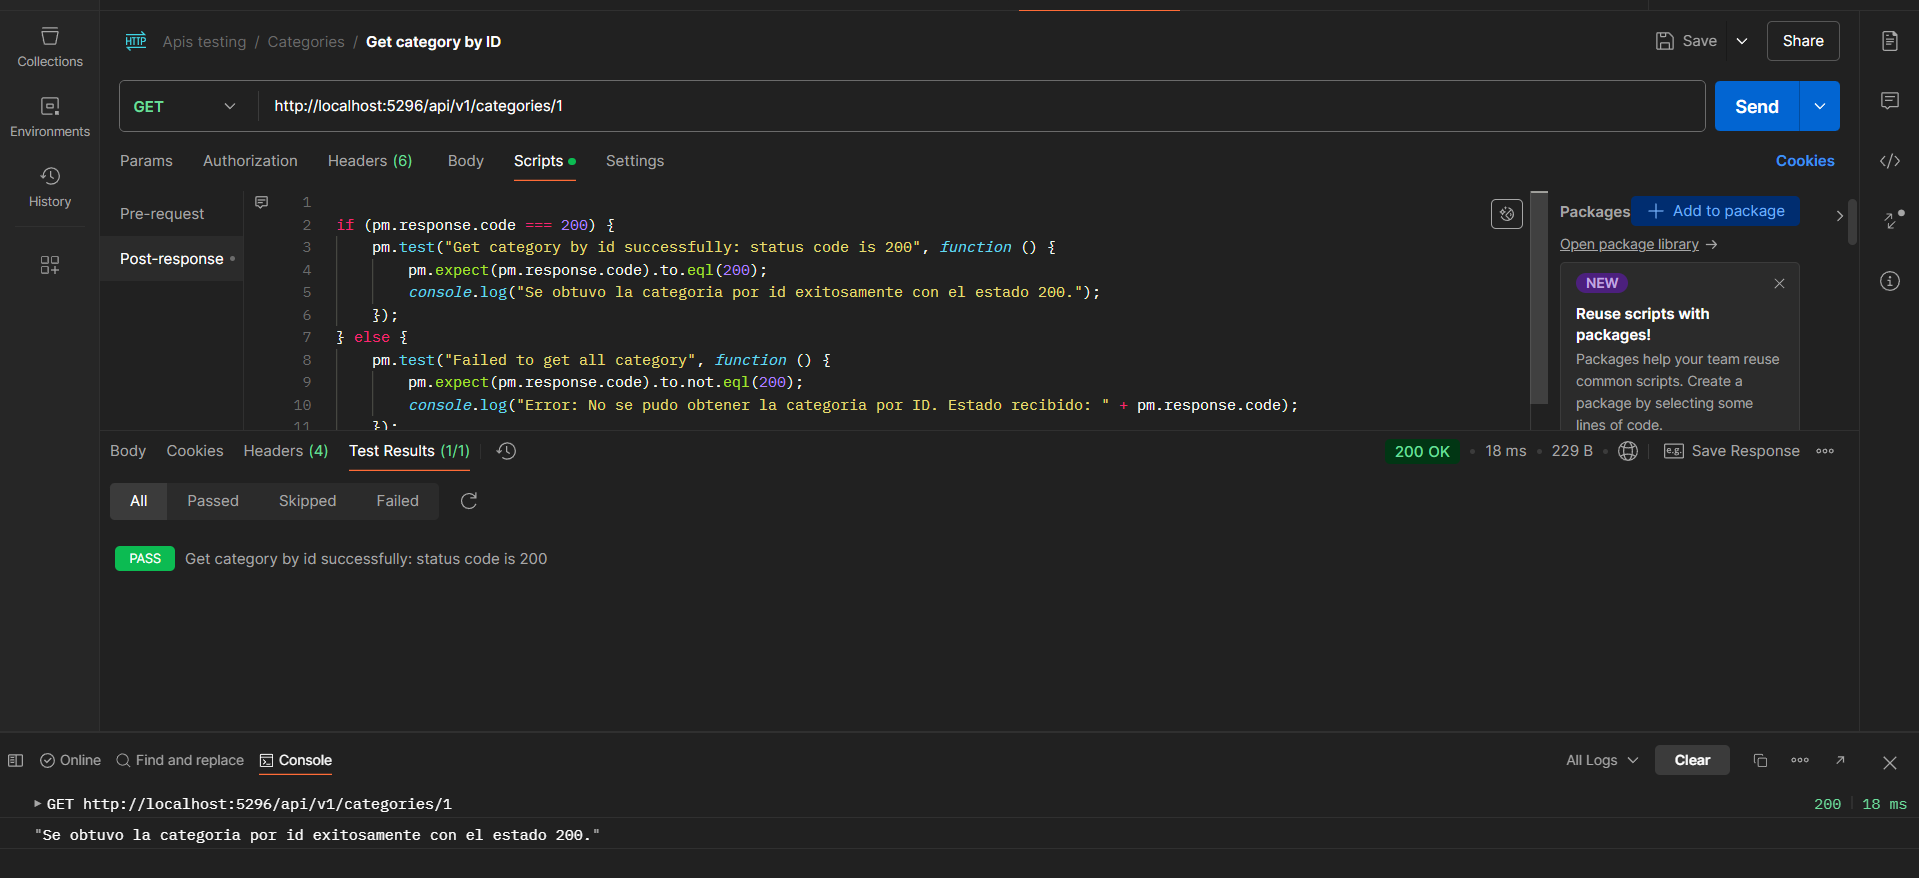 Collections
Environments
History
Apis testing / Categories / Get category by ID
Save
Share
GET
http://localhost:5296/api/v1/categories/1
Send
Params Authorization Headers (6) Body Scripts Settings
Cookies
Pre-request
Post-response
1
2 if (pm.response.code === 200) {
3 pm.test("Get category by id successfully: status code is 200", function () {
4 pm.expect(pm.response.code).to.eql(200);
5 console.log("Se obtuvo la categoria por id exitosamente con el estado 200.");
6 });
7 } else {
8 pm.test("Failed to get all category", function () {
9 pm.expect(pm.response.code).to.not.eql(200);
10 console.log("Error: No se pudo obtener la categoria por ID. Estado recibido: " + pm.response.code);
11 });
Packages
Add to package
Open package library →
NEW
Reuse scripts with
packages!
Packages help your team reuse
common scripts. Create a
package by selecting some
lines of code.
Body Cookies Headers (4) Test Results (1/1)
200 OK • 18 ms • 229 B •
e.g. Save Response
All Passed Skipped Failed
PASS Get category by id successfully: status code is 200
Online Find and replace Console
All Logs
Clear
GET http://localhost:5296/api/v1/categories/1
200 | 18 ms
"Se obtuvo la categoria por id exitosamente con el estado 200."